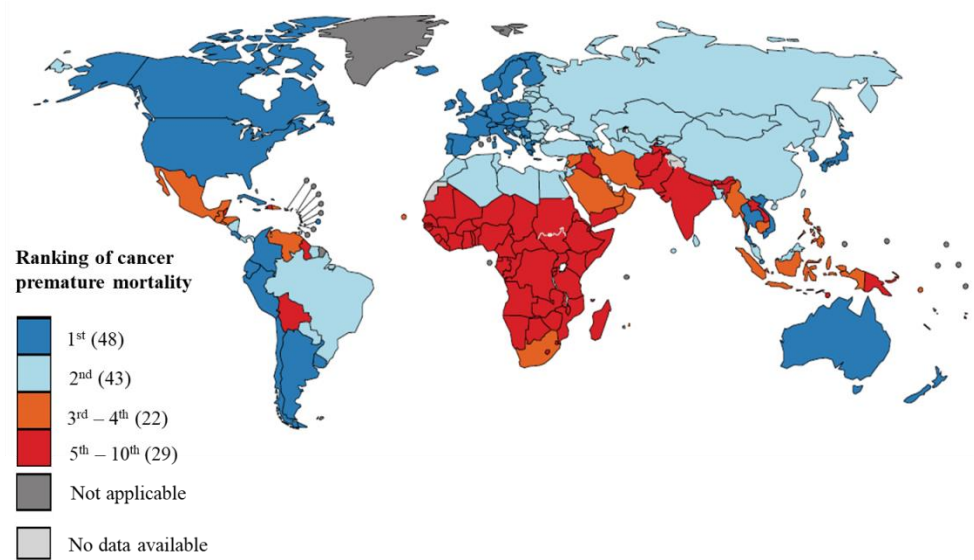 Ranking of cancer
premature mortality
1st (48)
2nd (43)
3rd – 4th (22)
5th – 10th (29)
Not applicable
No data available